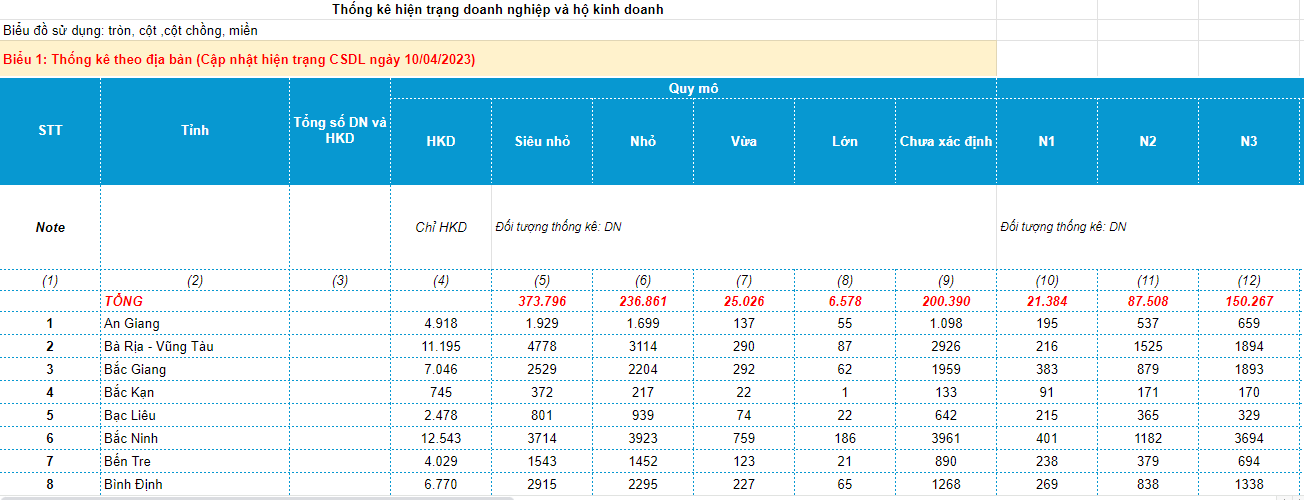 Thống kê hiện trạng doanh nghiệp và hộ kinh doanh
Biểu đồ sử dụng: tròn, cột ,cột chồng, miền
Biểu 1: Thống kê theo địa bàn (Cập nhật hiện trạng CSDL ngày 10/04/2023)
STT Tỉnh Tổng số DN và HKD Quy mô
HKD Siêu nhỏ Nhỏ Vừa Lớn Chưa xác định N1 N2 N3
Note Chỉ HKD Đối tượng thống kê: DN Đối tượng thống kê: DN
(1) (2) (3) (4) (5) (6) (7) (8) (9) (10) (11) (12)
TỔNG 373.796 236.861 25.026 6.578 200.390 21.384 87.508 150.267
1 An Giang 4.918 1.929 1.699 137 55 1.098 195 537 659
2 Bà Rịa - Vũng Tàu 11.195 4778 3114 290 87 2926 216 1525 1894
3 Bắc Giang 7.046 2529 2204 292 62 1959 383 879 1893
4 Bắc Kạn 745 372 217 22 1 133 91 171 170
5 Bạc Liêu 2.478 801 939 74 22 642 215 365 329
6 Bắc Ninh 12.543 3714 3923 759 186 3961 401 1182 3694
7 Bến Tre 4.029 1543 1452 123 21 890 238 379 694
8 Bình Định 6.770 2915 2295 227 65 1268 269 838 1338